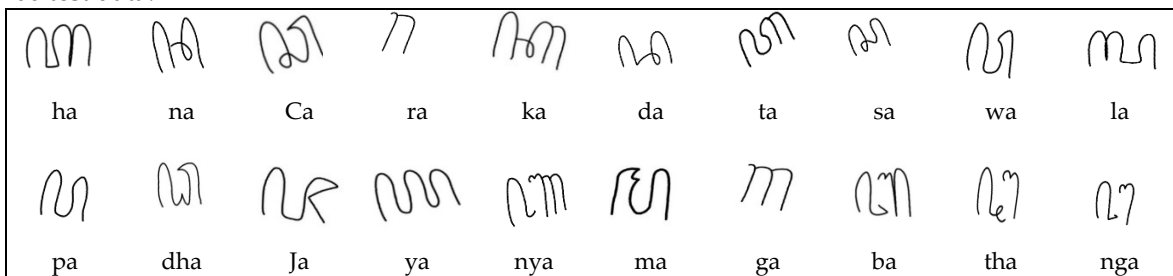 ꦲ ꦤ ꦕ ꦫ ꦏ ꦢ ꦠ ꦱ ꦮ ꦭ
ha na Ca ra ka da ta sa wa la
ꦥ ꦝ ꦗ ꦪ ꦚ ꦩ ꦒ ꦧ ꦛ ꦔ
pa dha Ja ya nya ma ga ba tha nga